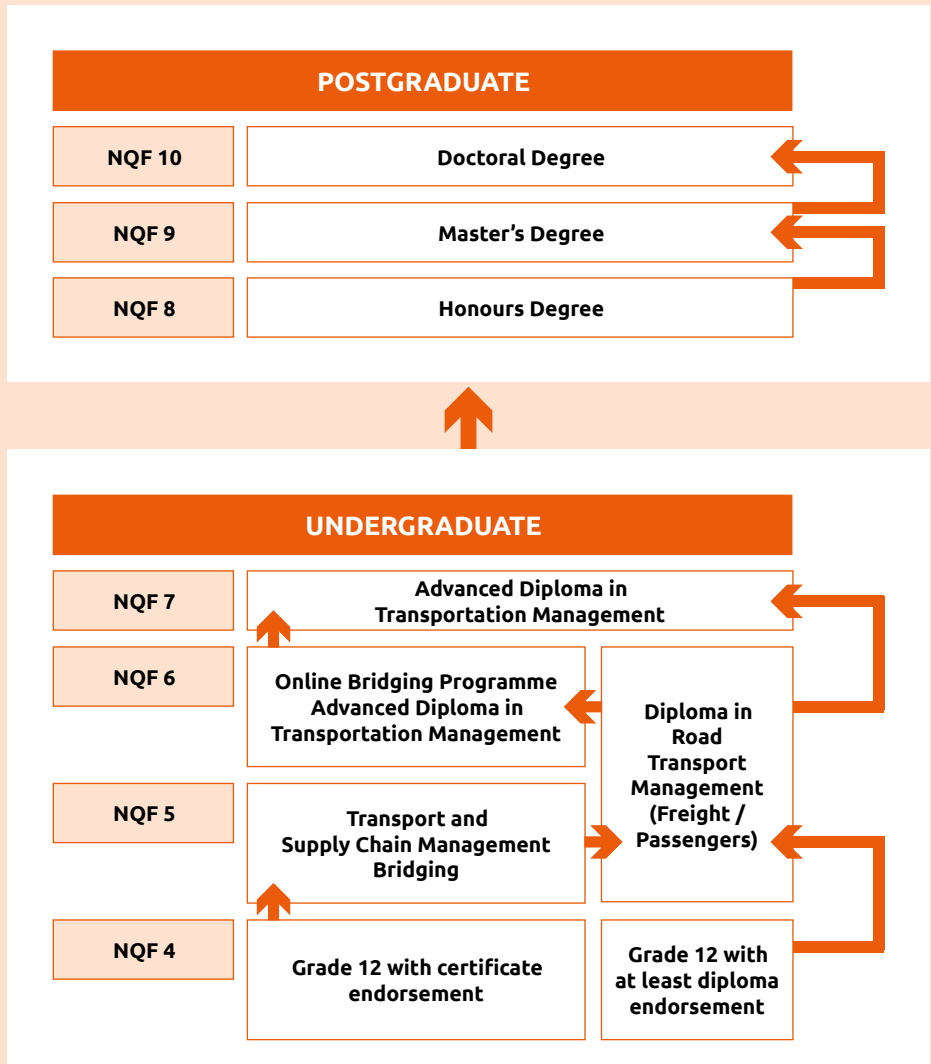 POSTGRADUATE
NQF 10
Doctoral Degree
NQF 9
Master’s Degree
NQF 8
Honours Degree
UNDERGRADUATE
NQF 7
Advanced Diploma in
Transportation Management
NQF 6
Online Bridging Programme
Advanced Diploma in
Transportation Management
Diploma in
Road
Transport
Management
(Freight /
Passengers)
NQF 5
Transport and
Supply Chain Management
Bridging
NQF 4
Grade 12 with certificate
endorsement
Grade 12 with
at least diploma
endorsement